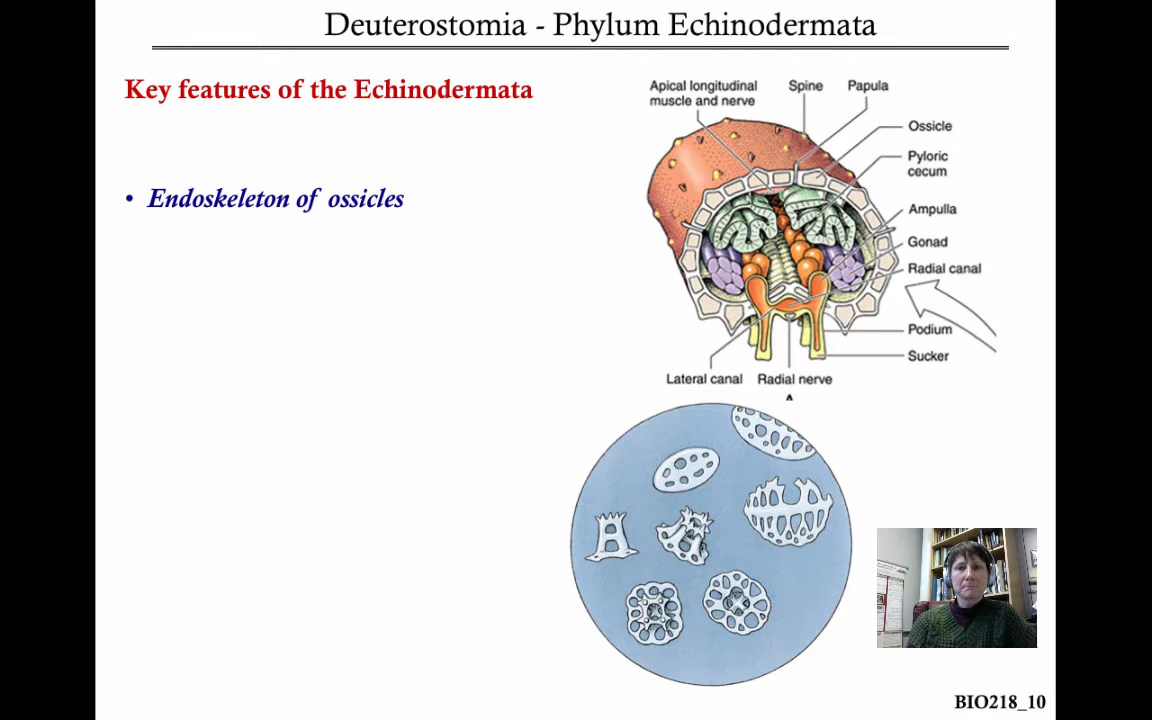 Deuterostomia - Phylum Echinodermata
Key features of the Echinodermata
• Endoskeleton of ossicles
Apical longitudinal
muscle and nerve
Spine
Papula
Ossicle
Pyloric
cecum
Ampulla
Gonad
Radial canal
Podium
Sucker
Lateral canal
Radial nerve
A
BIO218_10